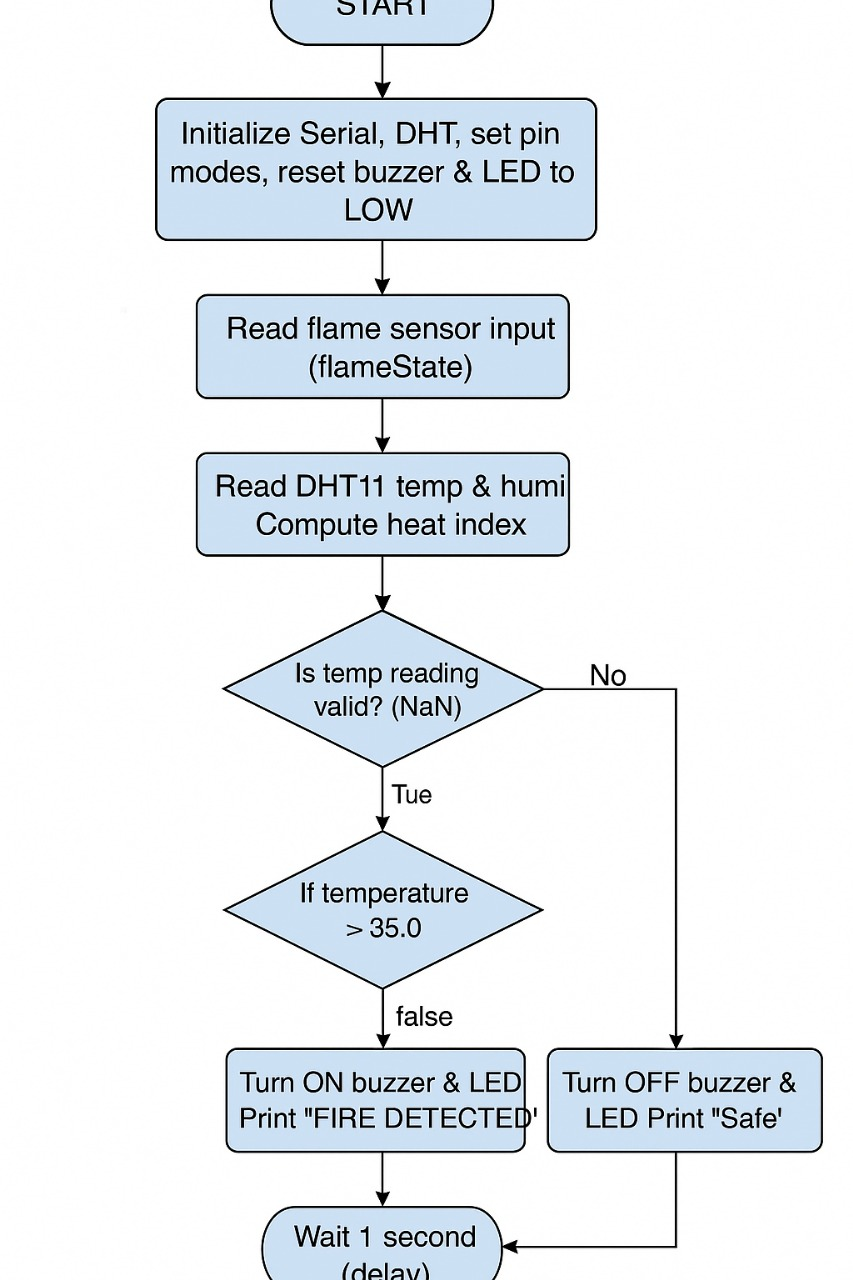 START
Initialize Serial, DHT, set pin
modes, reset buzzer & LED to
LOW
Read flame sensor input
(flameState)
Read DHT11 temp & humi
Compute heat index
Is temp reading
valid? (NaN)
No
Tue
If temperature
> 35.0
false
Turn ON buzzer & LED
Print "FIRE DETECTED'
Turn OFF buzzer &
LED Print "Safe'
Wait 1 second
(delay)